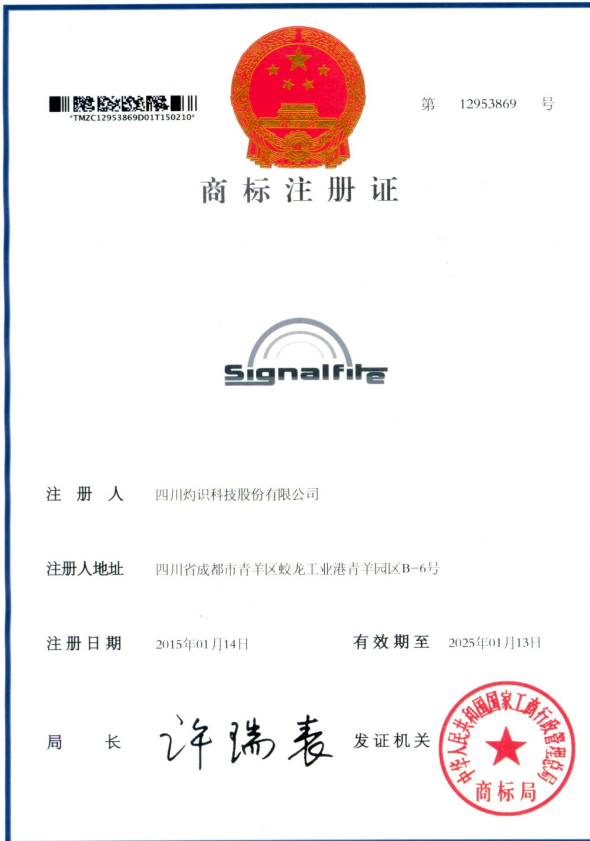 *TMZC12953869D01T150210*
第 12953869 号
商标注册证
Signalfire
注册人 四川灼识科技股份有限公司
注册人地址 四川省成都市青羊区蛟龙工业港青羊园区B-6号
注册日期 2015年01月14日 有效期至 2025年01月13日
局长 许瑞表 发证机关
中华人民共和国国家工商行政管理总局
商标局